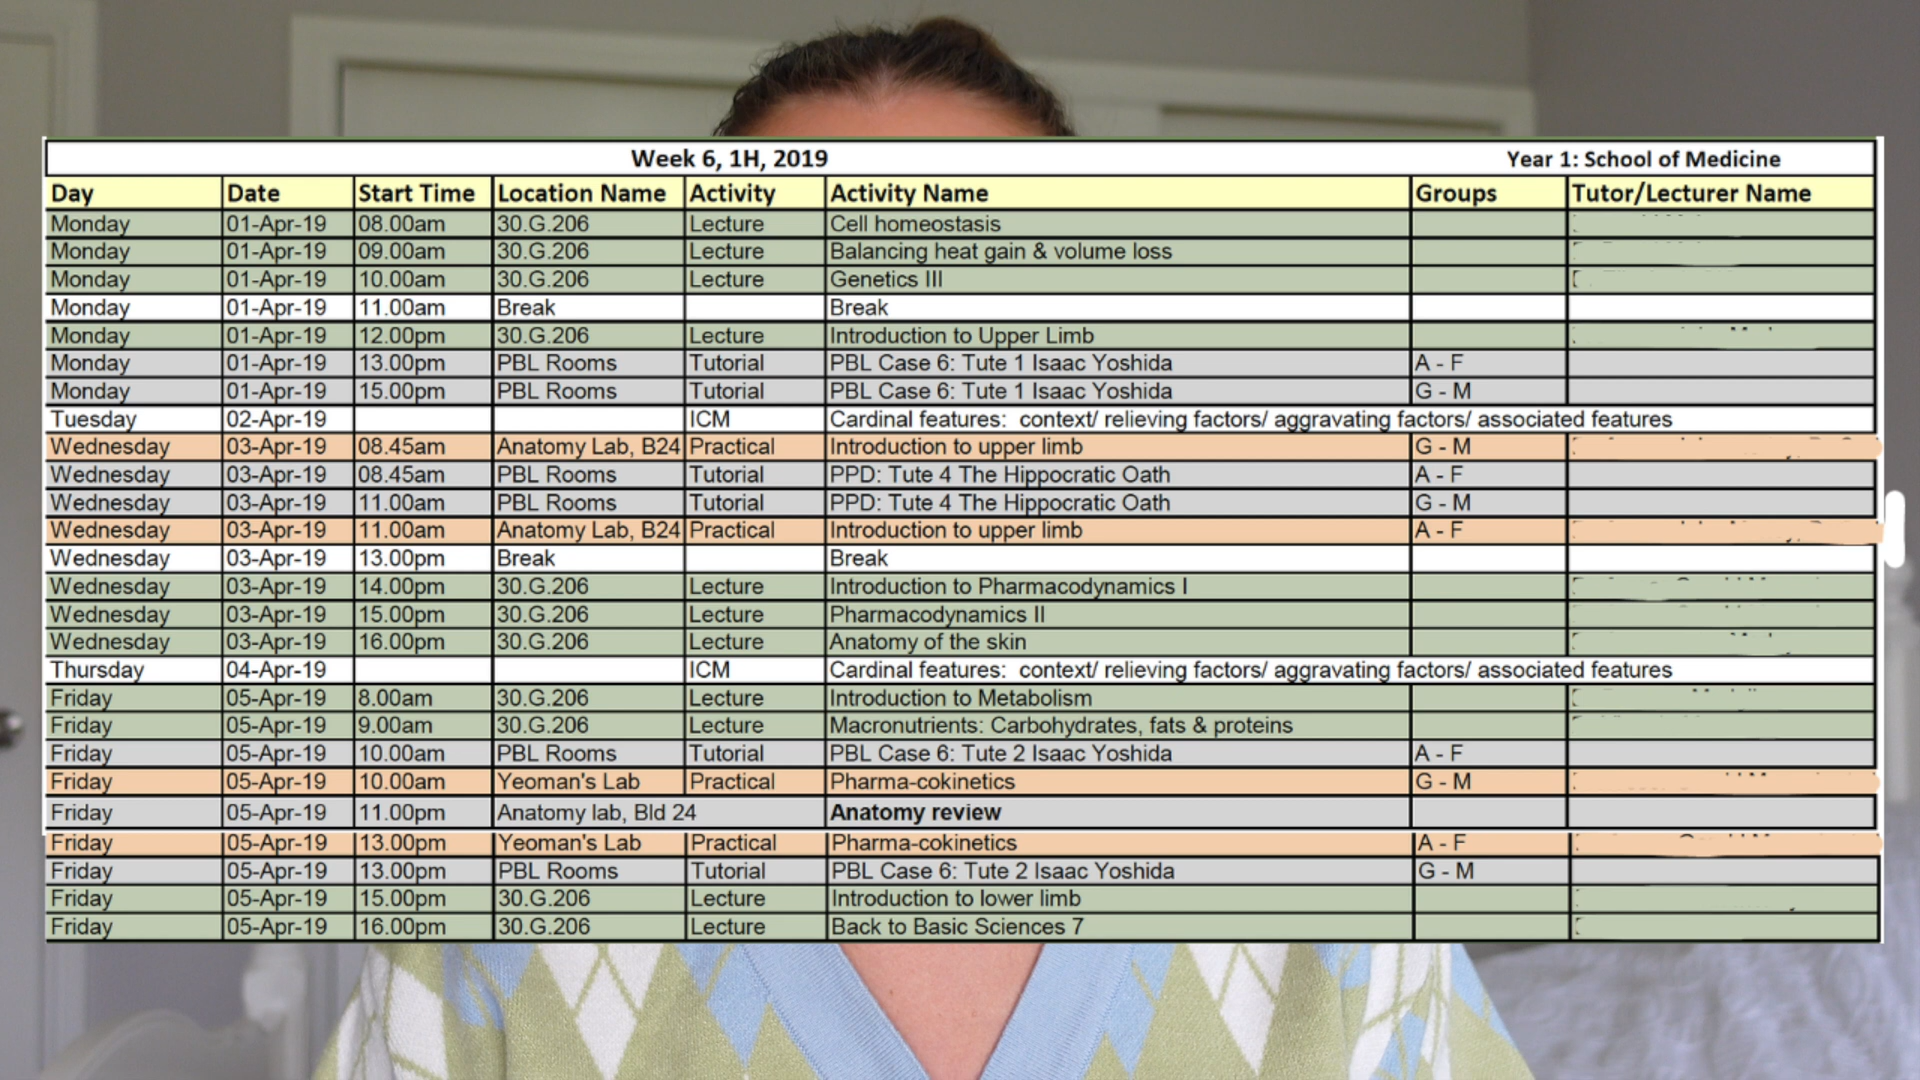 Week 6, 1H, 2019 Year 1: School of Medicine
Day Date Start Time Location Name Activity Activity Name Groups Tutor/Lecturer Name
Monday 01-Apr-19 08.00am 30.G.206 Lecture Cell homeostasis
Monday 01-Apr-19 09.00am 30.G.206 Lecture Balancing heat gain & volume loss
Monday 01-Apr-19 10.00am 30.G.206 Lecture Genetics III
Monday 01-Apr-19 11.00am Break Break
Monday 01-Apr-19 12.00pm 30.G.206 Lecture Introduction to Upper Limb
Monday 01-Apr-19 13.00pm PBL Rooms Tutorial PBL Case 6: Tute 1 Isaac Yoshida A - F
Monday 01-Apr-19 15.00pm PBL Rooms Tutorial PBL Case 6: Tute 1 Isaac Yoshida G - M
Tuesday 02-Apr-19 ICM Cardinal features: context/ relieving factors/ aggravating factors/ associated features
Wednesday 03-Apr-19 08.45am Anatomy Lab, B24 Practical Introduction to upper limb G - M
Wednesday 03-Apr-19 08.45am PBL Rooms Tutorial PPD: Tute 4 The Hippocratic Oath A - F
Wednesday 03-Apr-19 11.00am PBL Rooms Tutorial PPD: Tute 4 The Hippocratic Oath G - M
Wednesday 03-Apr-19 11.00am Anatomy Lab, B24 Practical Introduction to upper limb A - F
Wednesday 03-Apr-19 13.00pm Break Break
Wednesday 03-Apr-19 14.00pm 30.G.206 Lecture Introduction to Pharmacodynamics I
Wednesday 03-Apr-19 15.00pm 30.G.206 Lecture Pharmacodynamics II
Wednesday 03-Apr-19 16.00pm 30.G.206 Lecture Anatomy of the skin
Thursday 04-Apr-19 ICM Cardinal features: context/ relieving factors/ aggravating factors/ associated features
Friday 05-Apr-19 8.00am 30.G.206 Lecture Introduction to Metabolism
Friday 05-Apr-19 9.00am 30.G.206 Lecture Macronutrients: Carbohydrates, fats & proteins
Friday 05-Apr-19 10.00am PBL Rooms Tutorial PBL Case 6: Tute 2 Isaac Yoshida A - F
Friday 05-Apr-19 10.00am Yeoman's Lab Practical Pharma-cokinetics G - M
Friday 05-Apr-19 11.00pm Anatomy lab, Bld 24 Anatomy review
Friday 05-Apr-19 13.00pm Yeoman's Lab Practical Pharma-cokinetics A - F
Friday 05-Apr-19 13.00pm PBL Rooms Tutorial PBL Case 6: Tute 2 Isaac Yoshida G - M
Friday 05-Apr-19 15.00pm 30.G.206 Lecture Introduction to lower limb
Friday 05-Apr-19 16.00pm 30.G.206 Lecture Back to Basic Sciences 7